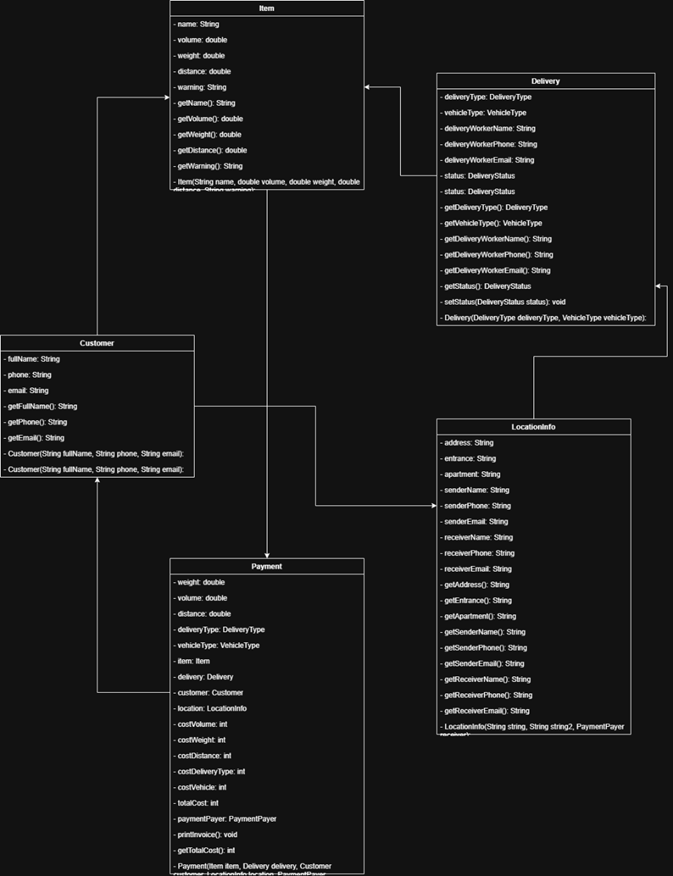 Item
- name: String
- volume: double
- weight: double
- distance: double
- warning: String
- getName(): String
- getVolume(): double
- getWeight(): double
- getDistance(): double
- getWarning(): String
- Item(String name, double volume, double weight, double
distance, String warning):
Delivery
- deliveryType: DeliveryType
- vehicleType: VehicleType
- deliveryWorkerName: String
- deliveryWorkerPhone: String
- deliveryWorkerEmail: String
- status: DeliveryStatus
- status: DeliveryStatus
- getDeliveryType(): DeliveryType
- getVehicleType(): VehicleType
- getDeliveryWorkerName(): String
- getDeliveryWorkerPhone(): String
- getDeliveryWorkerEmail(): String
- getStatus(): DeliveryStatus
- setStatus(DeliveryStatus status): void
- Delivery(DeliveryType deliveryType, VehicleType vehicleType):
Customer
- fullName: String
- phone: String
- email: String
- getFullName(): String
- getPhone(): String
- getEmail(): String
- Customer(String fullName, String phone, String email):
- Customer(String fullName, String phone, String email):
LocationInfo
- address: String
- entrance: String
- apartment: String
- senderName: String
- senderPhone: String
- senderEmail: String
- receiverName: String
- receiverPhone: String
- receiverEmail: String
- getAddress(): String
- getEntrance(): String
- getApartment(): String
- getSenderName(): String
- getSenderPhone(): String
- getSenderEmail(): String
- getReceiverName(): String
- getReceiverPhone(): String
- getReceiverEmail(): String
- LocationInfo(String string, String string2, PaymentPayer
receiver):
Payment
- weight: double
- volume: double
- distance: double
- deliveryType: DeliveryType
- vehicleType: VehicleType
- item: Item
- delivery: Delivery
- customer: Customer
- location: LocationInfo
- costVolume: int
- costWeight: int
- costDistance: int
- costDeliveryType: int
- costVehicle: int
- totalCost: int
- paymentPayer: PaymentPayer
- printInvoice(): void
- getTotalCost(): int
- Payment(Item item, Delivery delivery, Customer
customer, LocationInfo location, PaymentPayer